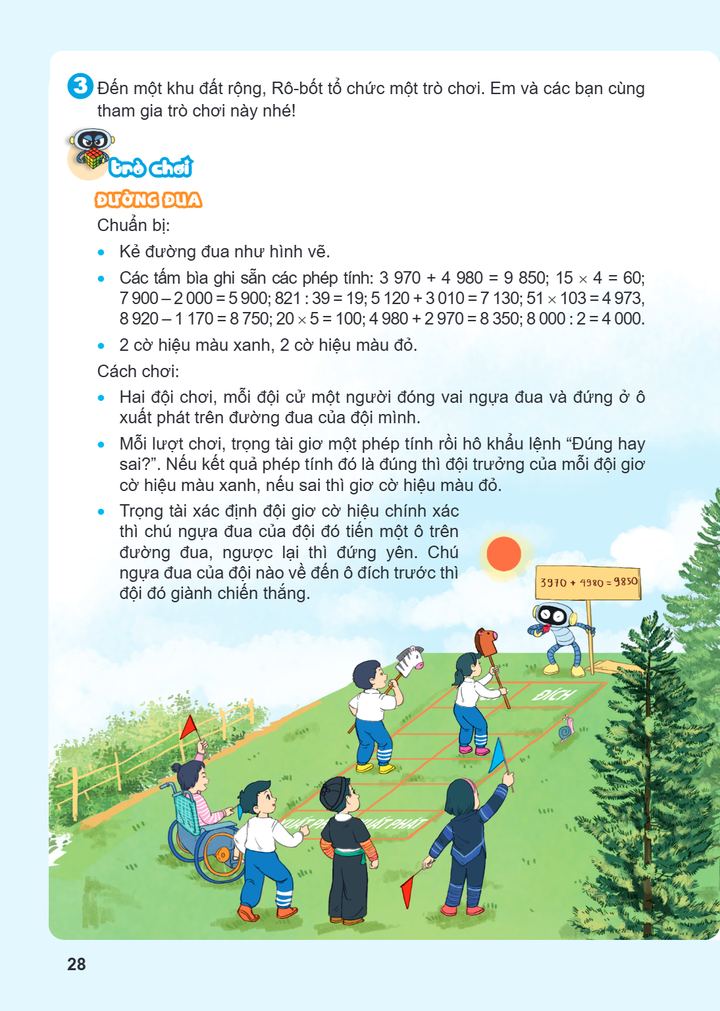 3 Đến một khu đất rộng, Rô-bốt tổ chức một trò chơi. Em và các bạn cùng
tham gia trò chơi này nhé!
trò chơi
ĐƯỜNG ĐUA
Chuẩn bị:
• Kẻ đường đua như hình vẽ.
• Các tấm bìa ghi sẵn các phép tính: 3 970 + 4 980 = 9 850; 15 × 4 = 60;
7 900 – 2 000 = 5 900; 821 : 39 = 19; 5 120 + 3 010 = 7 130; 51 × 103 = 4 973,
8 920 – 1 170 = 8 750; 20 × 5 = 100; 4 980 + 2 970 = 8 350; 8 000 : 2 = 4 000.
• 2 cờ hiệu màu xanh, 2 cờ hiệu màu đỏ.
Cách chơi:
• Hai đội chơi, mỗi đội cử một người đóng vai ngựa đua và đứng ở ô
xuất phát trên đường đua của đội mình.
• Mỗi lượt chơi, trọng tài giơ một phép tính rồi hô khẩu lệnh “Đúng hay
sai?”. Nếu kết quả phép tính đó là đúng thì đội trưởng của mỗi đội giơ
cờ hiệu màu xanh, nếu sai thì giơ cờ hiệu màu đỏ.
• Trọng tài xác định đội giơ cờ hiệu chính xác
thì chú ngựa đua của đội đó tiến một ô trên
đường đua, ngược lại thì đứng yên. Chú
ngựa đua của đội nào về đến ô đích trước thì
đội đó giành chiến thắng.
3970 + 4980 = 9850
ĐÍCH
28